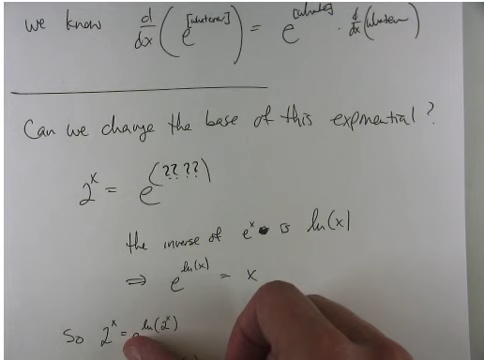 we know d/dx (e^[whatever]) = e^[whatever] · d/dx (whatever)
Can we change the base of this exponential?
2^x = e^(?? ??)
the inverse of e^x is ln(x)
⇒ e^ln(x) = x
So 2^x = e^ln(2^x)